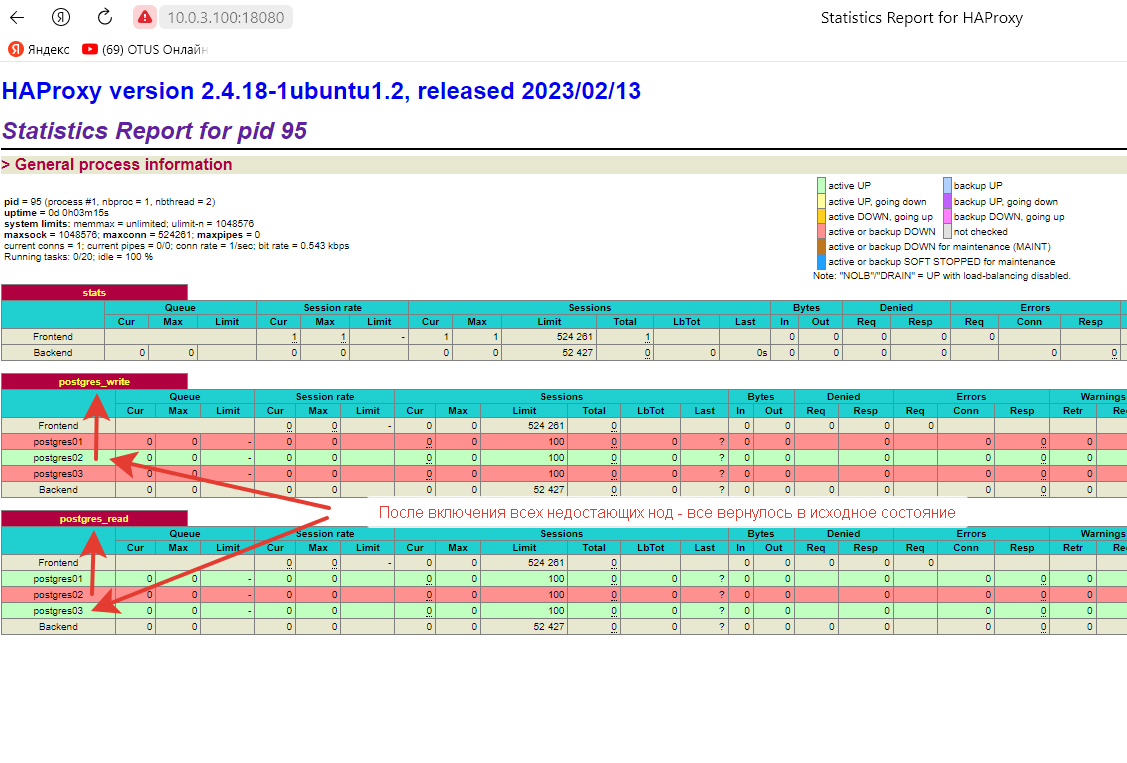 10.0.3.100:18080 Statistics Report for HAProxy
Яндекс (69) OTUS Онлайн
HAProxy version 2.4.18-1ubuntu1.2, released 2023/02/13
Statistics Report for pid 95
> General process information
pid = 95 (process #1, nbproc = 1, nbthread = 2)
uptime = 0d 0h03m15s
system limits: memmax = unlimited; ulimit-n = 1048576
maxsock = 1048576; maxconn = 524261; maxpipes = 0
current conns = 1; current pipes = 0/0; conn rate = 1/sec; bit rate = 0.543 kbps
Running tasks: 0/20; idle = 100 %
active UP backup UP
active UP, going down backup UP, going down
active DOWN, going up backup DOWN, going up
active or backup DOWN not checked
active or backup DOWN for maintenance (MAINT)
active or backup SOFT STOPPED for maintenance
Note: "NOLB"/"DRAIN" = UP with load-balancing disabled.
stats
Queue Session rate Sessions Bytes Denied Errors
Cur Max Limit Cur Max Limit Cur Max Limit Total LbTot Last In Out Req Resp Req Conn Resp
Frontend 1 1 - 1 1 524 261 1 0 0 0 0 0
Backend 0 0 0 0 0 0 52 427 0 0 0s 0 0 0 0 0 0
postgres_write
Queue Session rate Sessions Bytes Denied Errors Warnings
Cur Max Limit Cur Max Limit Cur Max Limit Total LbTot Last In Out Req Resp Req Conn Resp Retr Re
Frontend 0 0 - 0 0 524 261 0 0 0 0 0 0
postgres01 0 0 - 0 0 0 0 100 0 0 ? 0 0 0 0 0 0
postgres02 0 0 - 0 0 0 0 100 0 0 ? 0 0 0 0 0 0
postgres03 0 0 - 0 0 0 0 100 0 0 ? 0 0 0 0 0 0
Backend 0 0 0 0 0 0 52 427 0 0 ? 0 0 0 0 0 0 0
После включения всех недостающих нод - все вернулось в исходное состояние
postgres_read
Queue Session rate Sessions Bytes Denied Errors Warnings
Cur Max Limit Cur Max Limit Cur Max Limit Total LbTot Last In Out Req Resp Req Conn Resp Retr Re
Frontend 0 0 - 0 0 524 261 0 0 0 0 0 0
postgres01 0 0 - 0 0 0 0 100 0 0 ? 0 0 0 0 0 0
postgres02 0 0 - 0 0 0 0 100 0 0 ? 0 0 0 0 0 0
postgres03 0 0 - 0 0 0 0 100 0 0 ? 0 0 0 0 0 0
Backend 0 0 0 0 0 0 52 427 0 0 ? 0 0 0 0 0 0 0